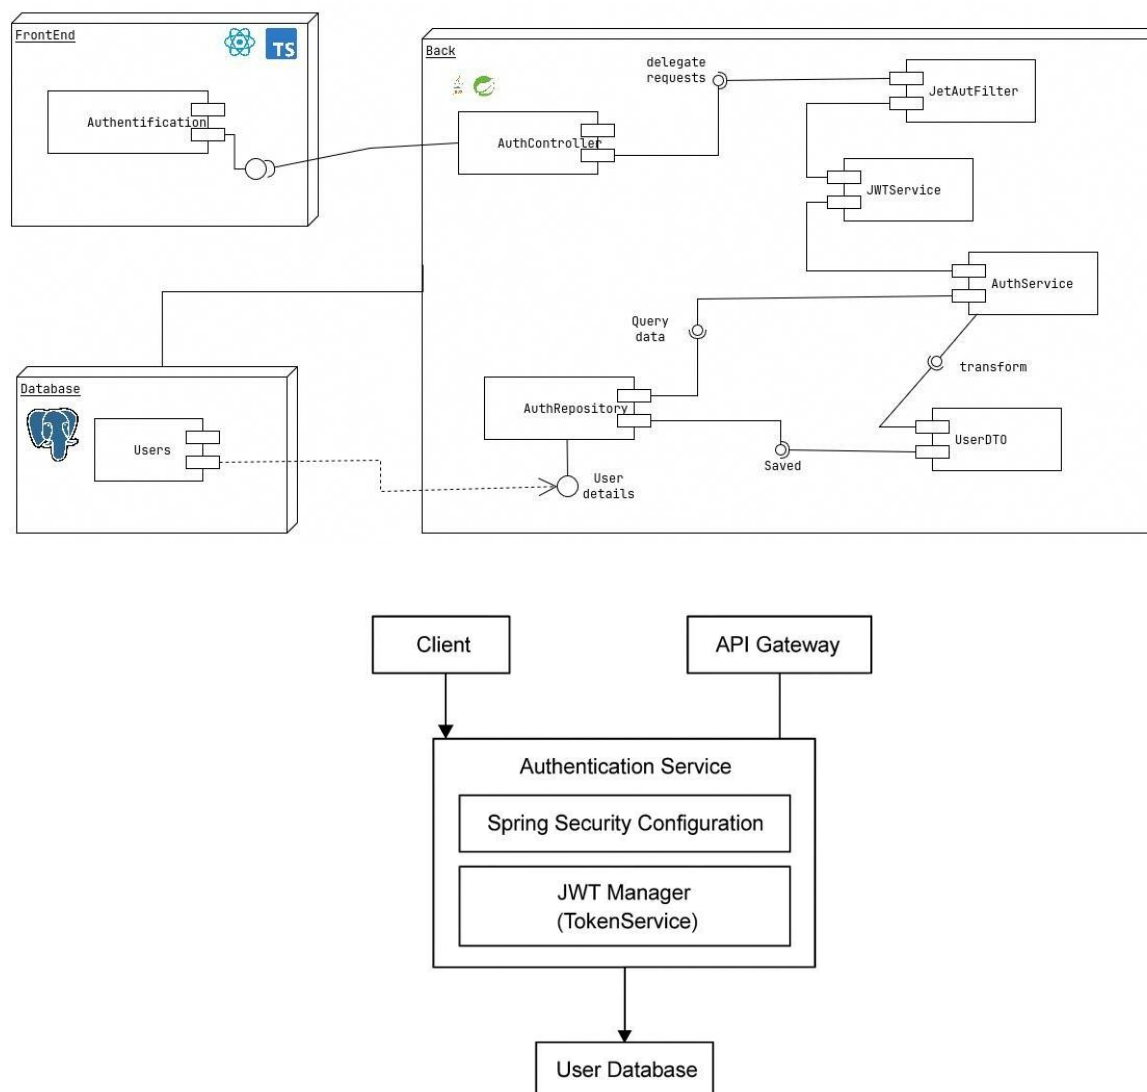 FrontEnd
TS
Authentification
Back
AuthController
delegate
requests
JetAutFilter
JWTService
AuthService
Query
data
transform
AuthRepository
UserDTO
Saved
User
details
Database
Users
Client
API Gateway
Authentication Service
Spring Security Configuration
JWT Manager
(TokenService)
User Database